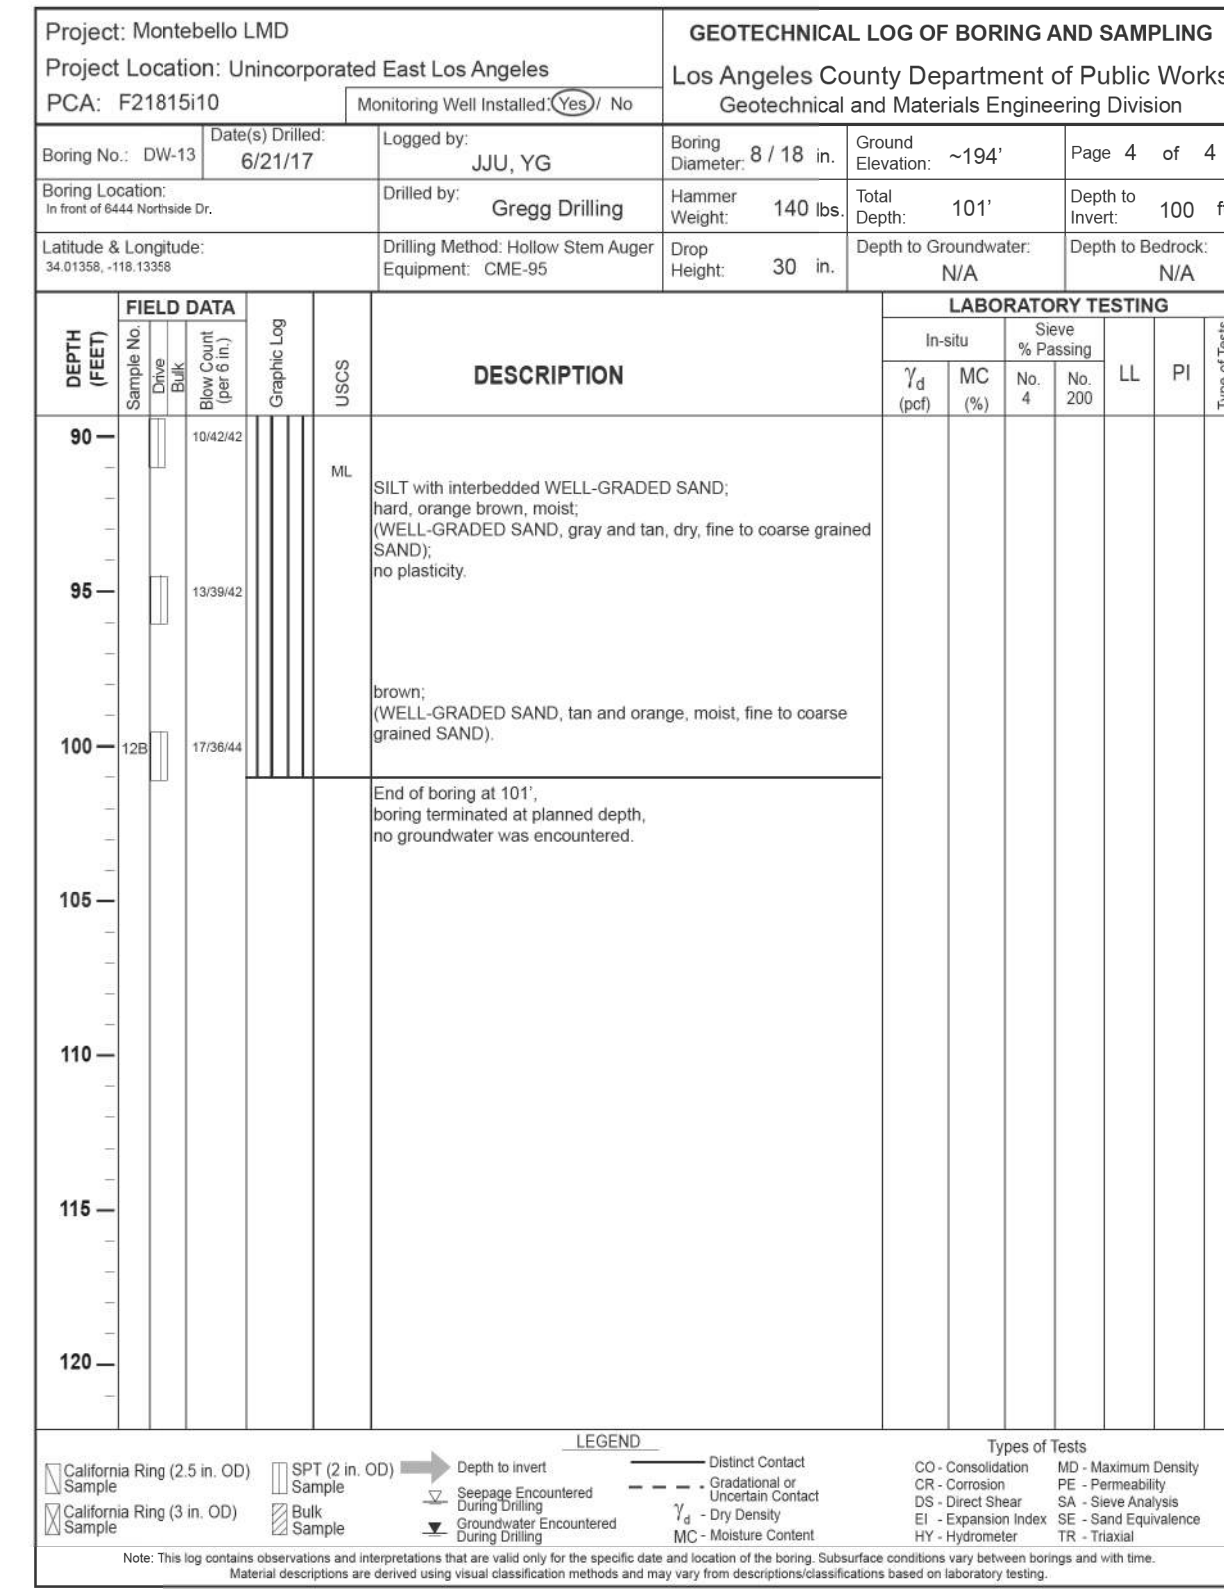 Project: Montebello LMD
Project Location: Unincorporated East Los Angeles
PCA: F21815i10
Monitoring Well Installed: Yes / No
GEOTECHNICAL LOG OF BORING AND SAMPLING
Los Angeles County Department of Public Works
Geotechnical and Materials Engineering Division
Boring No.: DW-13
Date(s) Drilled:
6/21/17
Logged by:
JJU, YG
Boring
Diameter: 8 / 18 in.
Ground
Elevation: ~194'
Page 4 of 4
Boring Location:
In front of 6444 Northside Dr.
Drilled by:
Gregg Drilling
Hammer
Weight: 140 lbs.
Total
Depth: 101'
Depth to
Invert: 100 f
Latitude & Longitude:
34.01358, -118.13358
Drilling Method: Hollow Stem Auger
Equipment: CME-95
Drop
Height: 30 in.
Depth to Groundwater:
N/A
Depth to Bedrock:
N/A
DEPTH
(FEET)
FIELD DATA
Sample No.
Drive
Bulk
Blow Count
(per 6 in.)
Graphic Log
USCS
DESCRIPTION
LABORATORY TESTING
In-situ
Sieve
% Passing
γd
(pcf)
MC
(%)
No.
4
No.
200
LL
PI
Type of Tests
90
10/42/42
ML
SILT with interbedded WELL-GRADED SAND;
hard, orange brown, moist;
(WELL-GRADED SAND, gray and tan, dry, fine to coarse grained
SAND);
no plasticity.
95
13/39/42
brown;
(WELL-GRADED SAND, tan and orange, moist, fine to coarse
grained SAND).
100
12B
17/36/44
End of boring at 101',
boring terminated at planned depth,
no groundwater was encountered.
105
110
115
120
LEGEND
California Ring (2.5 in. OD)
Sample
California Ring (3 in. OD)
Sample
SPT (2 in. OD)
Sample
Bulk
Sample
Depth to invert
Seepage Encountered
During Drilling
Groundwater Encountered
During Drilling
Distinct Contact
Gradational or
Uncertain Contact
γd - Dry Density
MC - Moisture Content
Types of Tests
CO - Consolidation
CR - Corrosion
DS - Direct Shear
EI - Expansion Index
HY - Hydrometer
MD - Maximum Density
PE - Permeability
SA - Sieve Analysis
SE - Sand Equivalence
TR - Triaxial
Note: This log contains observations and interpretations that are valid only for the specific date and location of the boring. Subsurface conditions vary between borings and with time.
Material descriptions are derived using visual classification methods and may vary from descriptions/classifications based on laboratory testing.